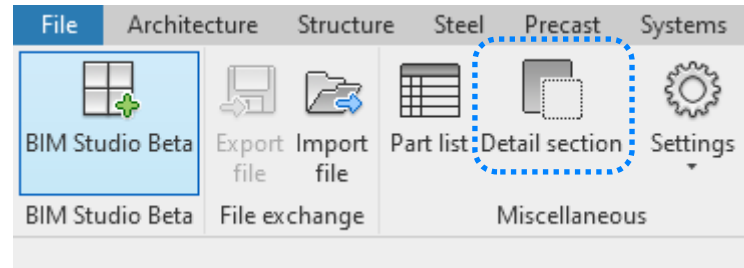 File Architecture Structure Steel Precast Systems
BIM Studio Beta Export file Import file Part list Detail section Settings
BIM Studio Beta File exchange Miscellaneous